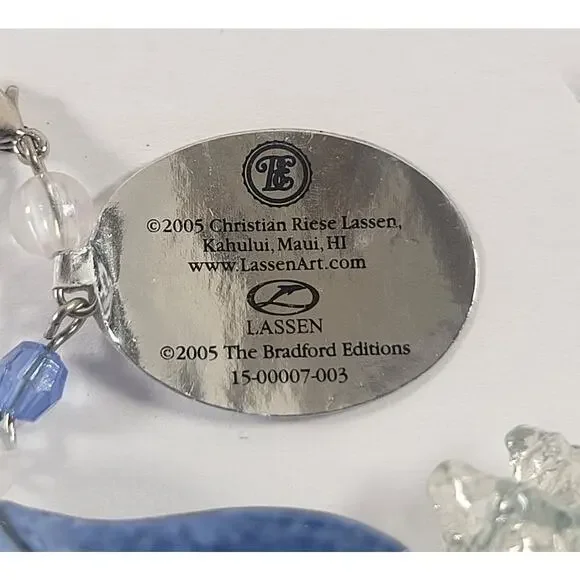 BE
©2005 Christian Riese Lassen,
Kahului, Maui, HI
www.LassenArt.com
LASSEN
©2005 The Bradford Editions
15-00007-003